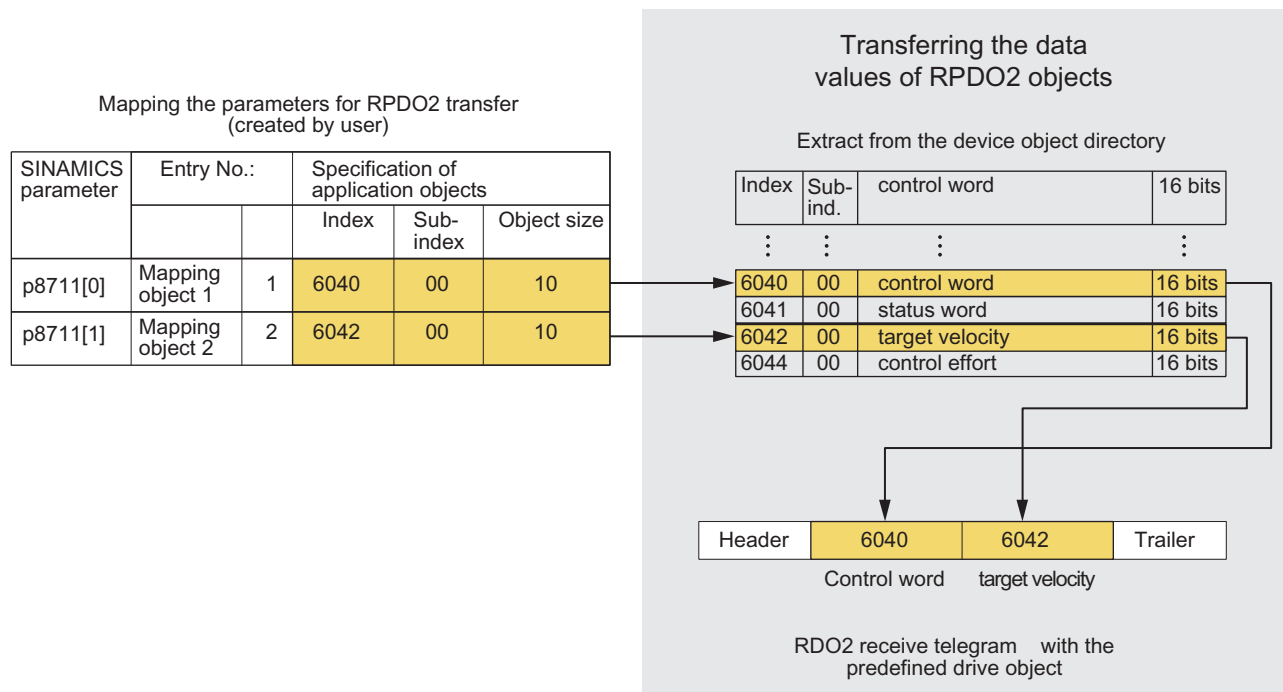 Mapping the parameters for RPDO2 transfer
(created by user)
SINAMICS parameter Entry No.: Specification of application objects
Index Sub-index Object size
p8711[0] Mapping object 1 1 6040 00 10
p8711[1] Mapping object 2 2 6042 00 10
Transferring the data
values of RPDO2 objects
Extract from the device object directory
Index Sub-ind. control word 16 bits
6040 00 control word 16 bits
6041 00 status word 16 bits
6042 00 target velocity 16 bits
6044 00 control effort 16 bits
Header 6040 6042 Trailer
Control word target velocity
RDO2 receive telegram with the
predefined drive object